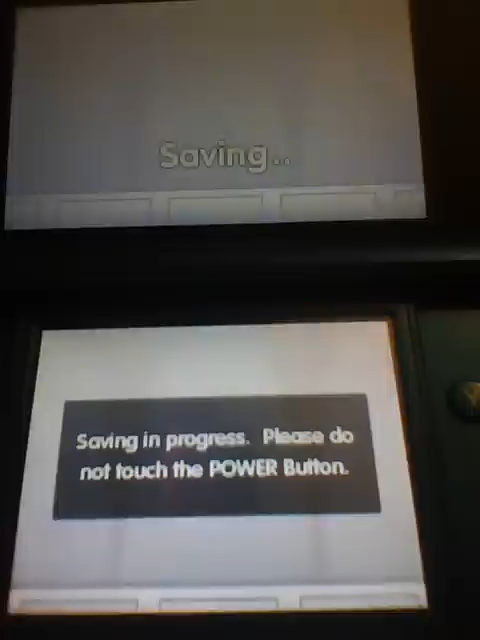 Saving..
Saving in progress. Please do
not touch the POWER Button.